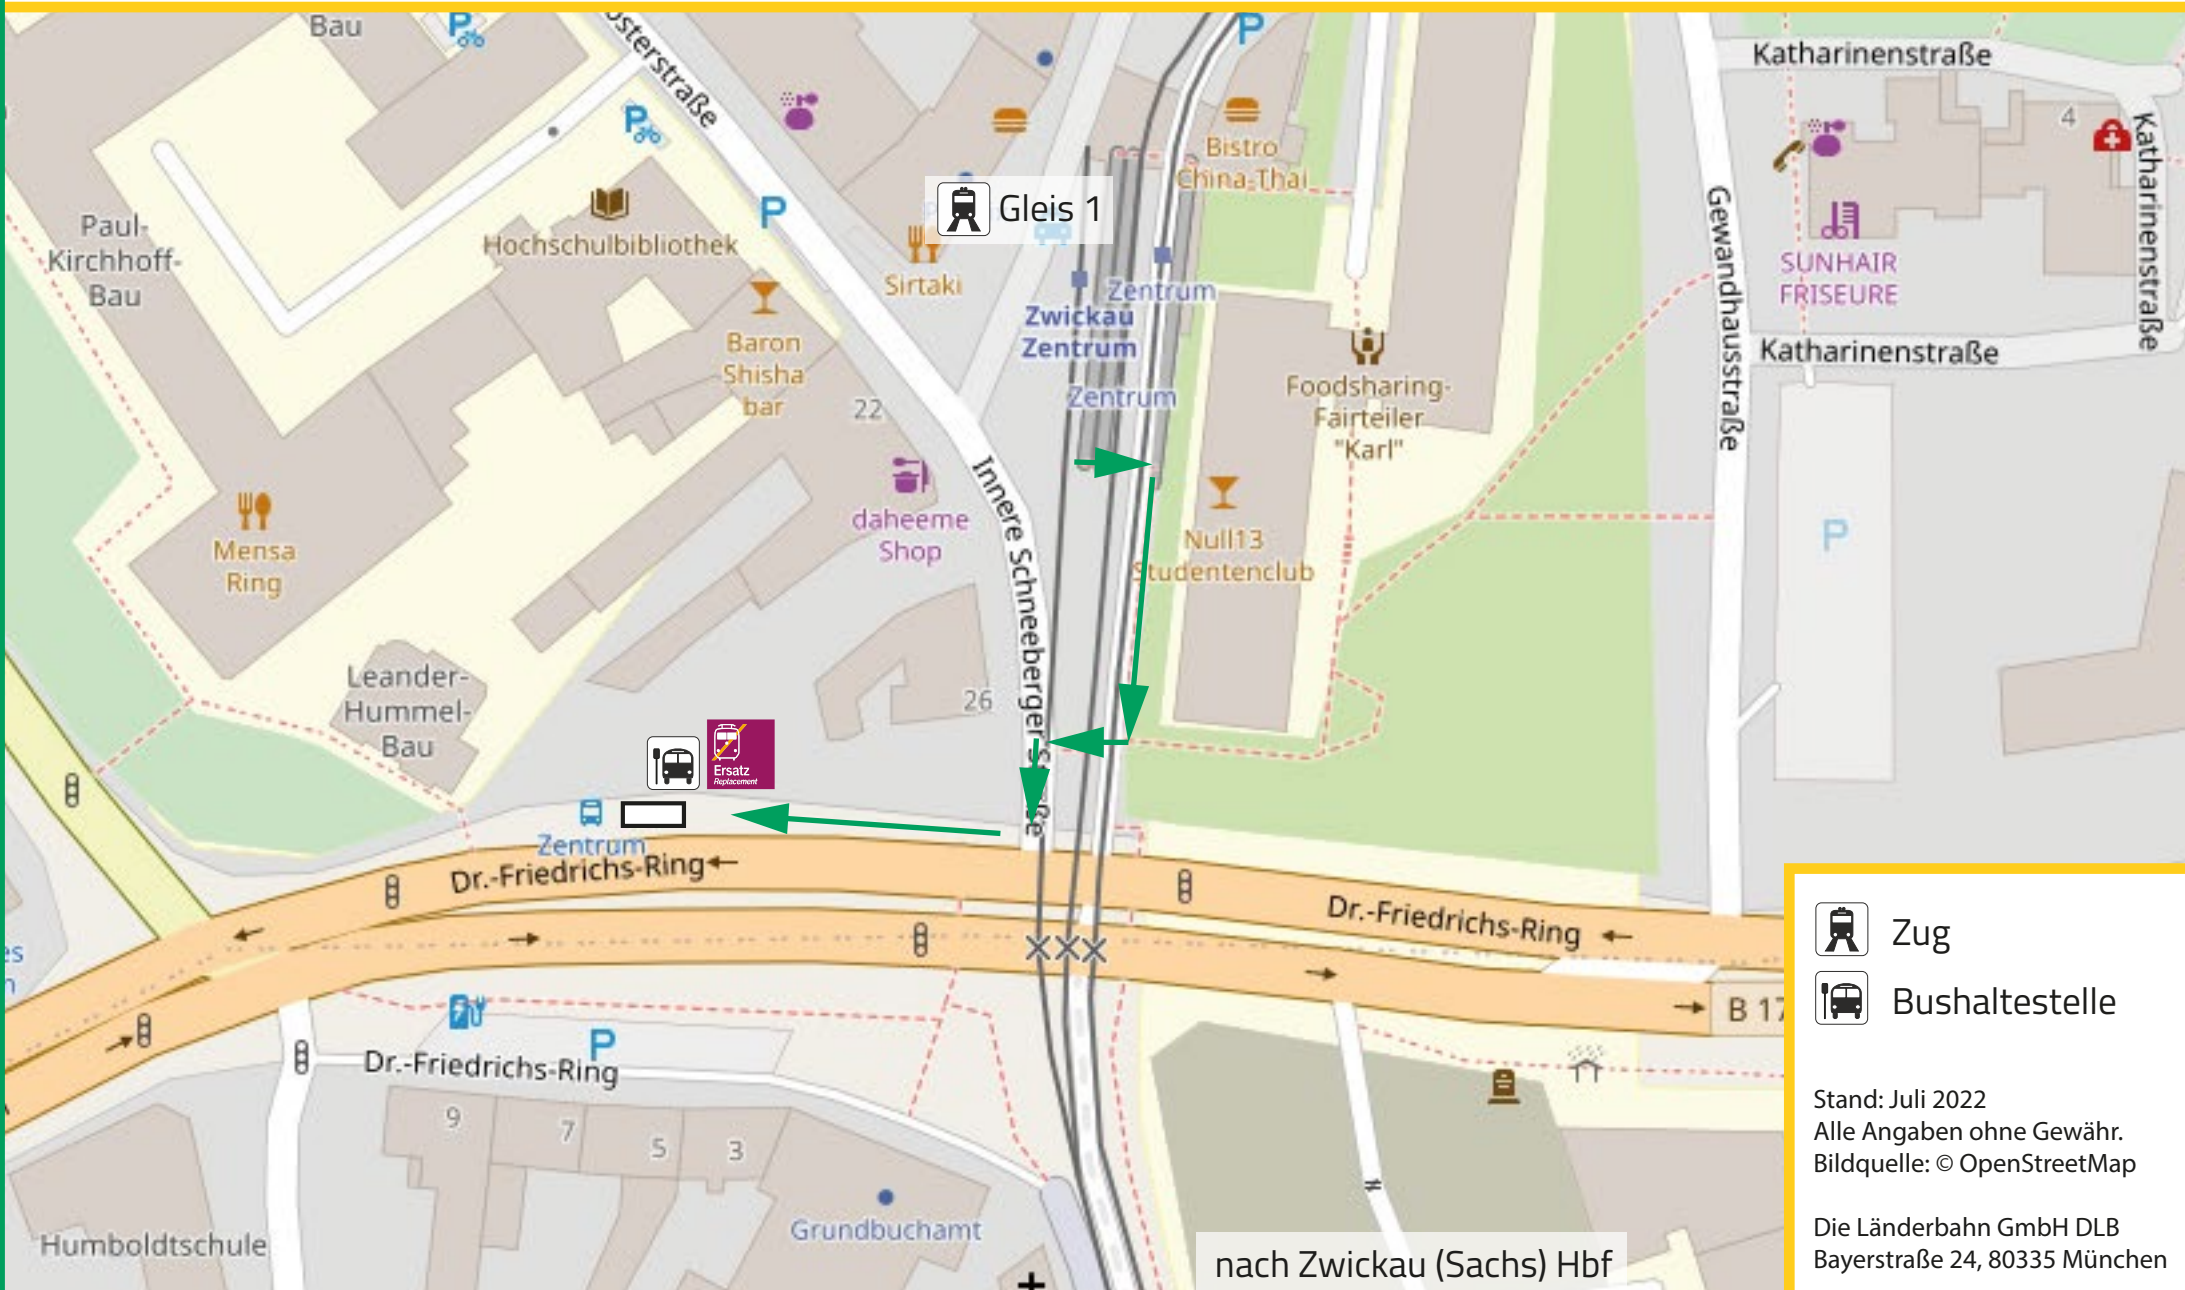 Bau
Katharinenstraße
Katharinenstraße
4
Bistro
China-Thai
Gleis 1
Paul-
Kirchhoff-
Bau
Hochschulbibliothek
Sirtaki
Gewandhausstraße
SUNHAIR
FRISEURE
Zentrum
Zwickau
Zentrum
Zentrum
Baron
Shisha
bar
22
Katharinenstraße
Foodsharing-
Fairteiler
"Karl"
Innere Schneeberger Straße
daheeme
Shop
Mensa
Ring
Null13
Studentenclub
Leander-
Hummel-
Bau
26
Ersatz
Replacement
Zentrum
Dr.-Friedrichs-Ring
Dr.-Friedrichs-Ring
B 17
Dr.-Friedrichs-Ring
9
7
5
3
Grundbuchamt
Humboldtschule
nach Zwickau (Sachs) Hbf
Zug
Bushaltestelle
Stand: Juli 2022
Alle Angaben ohne Gewähr.
Bildquelle: © OpenStreetMap
Die Länderbahn GmbH DLB
Bayerstraße 24, 80335 München